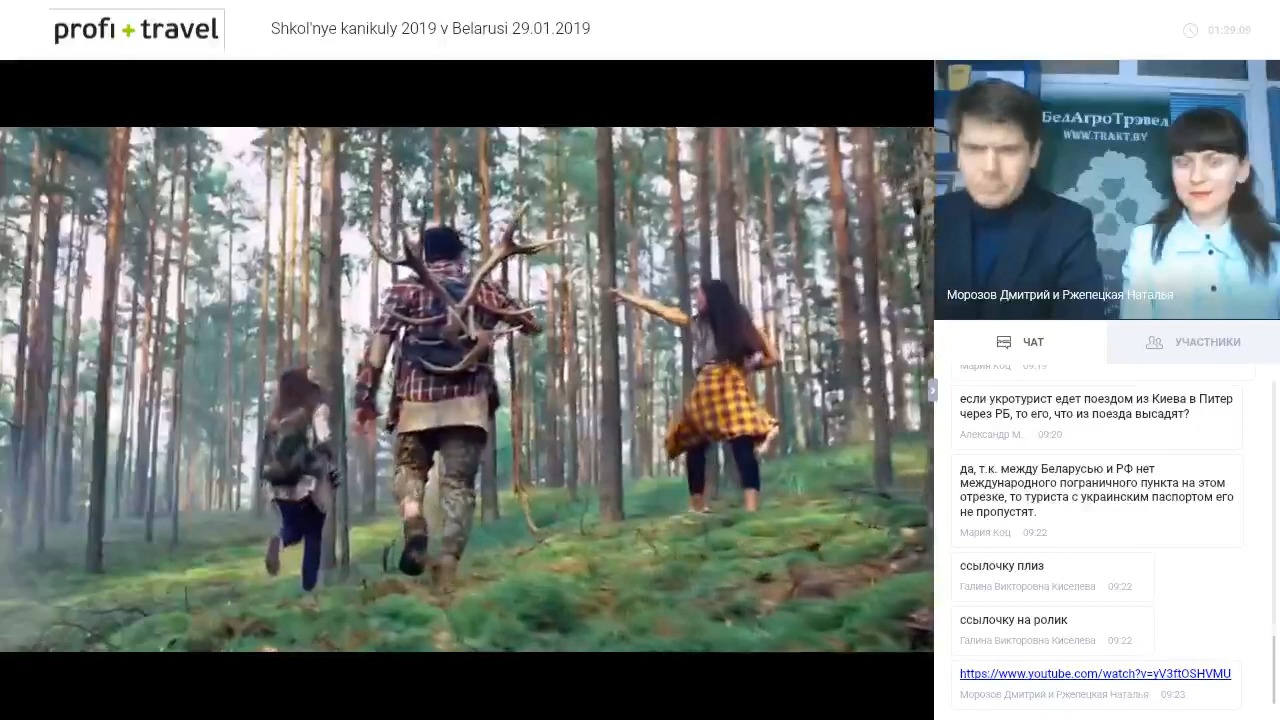 profi + travel
Shkol'nye kanikuly 2019 v Belarusi 29.01.2019
01:29:09
БелАгроТрэвел
WWW.TRAKT.BY
Морозов Дмитрий и Ржепецкая Наталья
ЧАТ
УЧАСТНИКИ
Мария Коц 09:19
если укротурист едет поездом из Киева в Питер
через РБ, то его, что из поезда высадят?
Александр М. 09:20
да, т.к. между Беларусью и РФ нет
международного пограничного пункта на этом
отрезке, то туриста с украинским паспортом его
не пропустят.
Мария Коц 09:22
ссылочку плиз
Галина Викторовна Киселева 09:22
ссылочку на ролик
Галина Викторовна Киселева 09:22
https://www.youtube.com/watch?v=yV3ftOSHVMU
Морозов Дмитрий и Ржепецкая Наталья 09:23